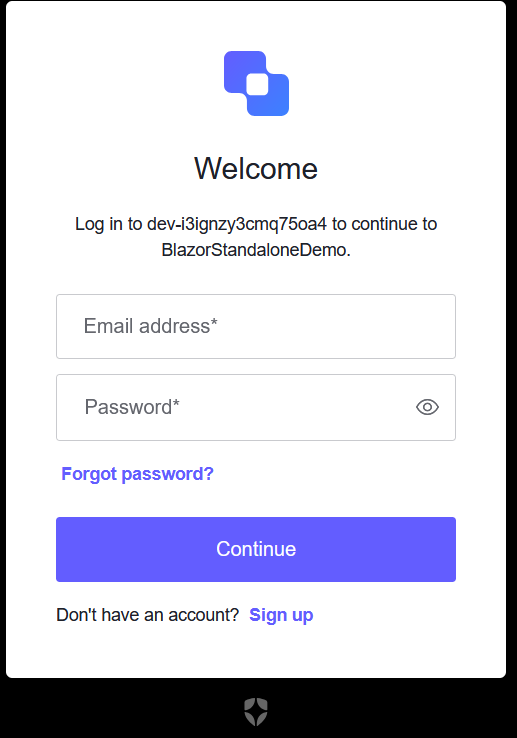 Welcome
Log in to dev-i3ignzy3cmq75oa4 to continue to
BlazorStandaloneDemo.
Email address*
Password*
Forgot password?
Continue
Don't have an account? Sign up